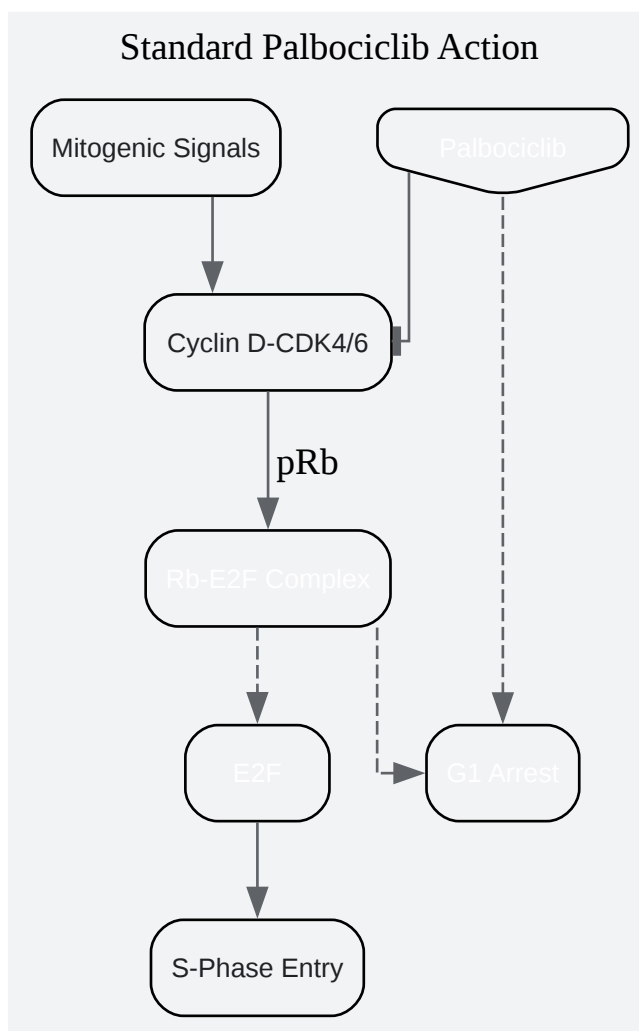 Standard Palbociclib Action
Mitogenic Signals
Palbociclib
Cyclin D-CDK4/6
pRb
Rb-E2F Complex
E2F
G1 Arrest
S-Phase Entry